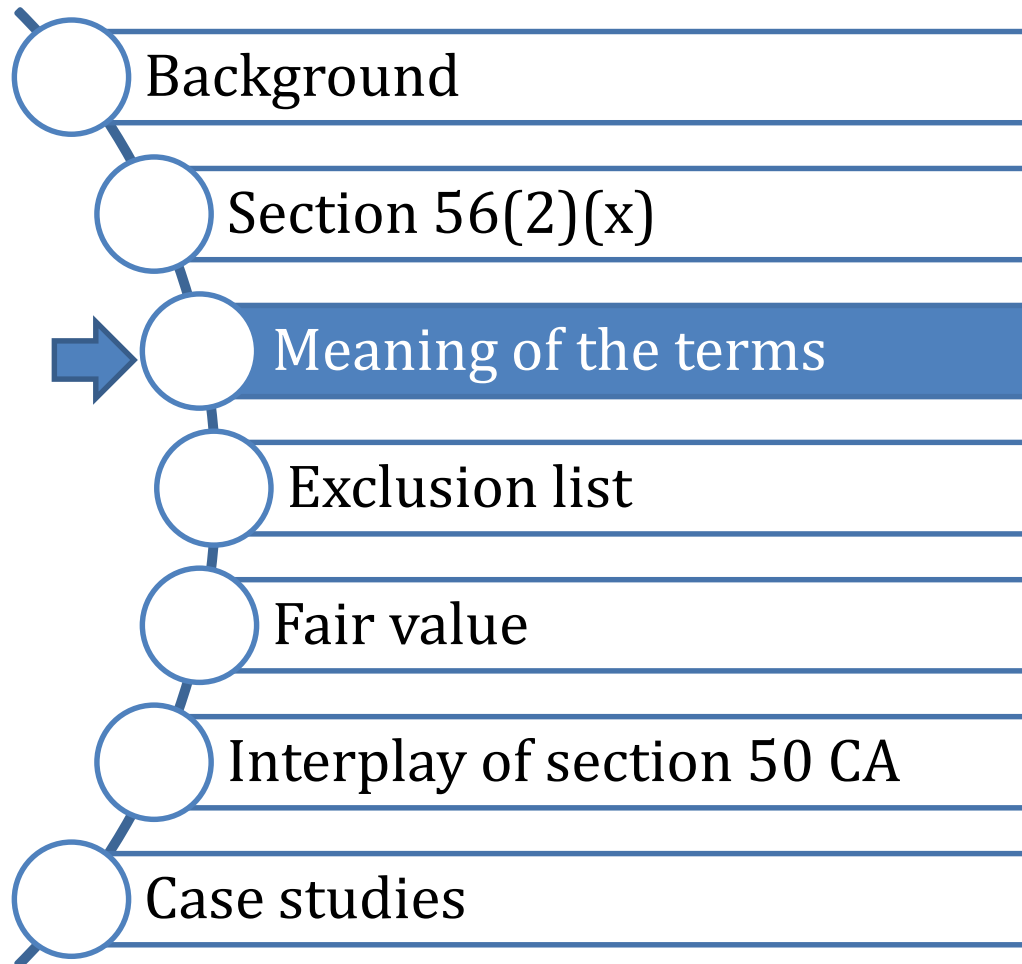 Background
Section 56(2)(x)
Meaning of the terms
Exclusion list
Fair value
Interplay of section 50 CA
Case studies